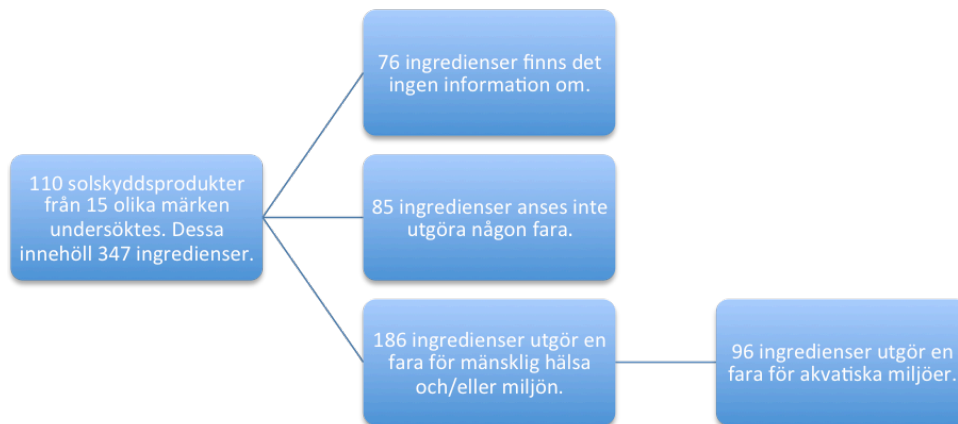 76 ingredienser finns det
ingen information om.
110 solskyddsprodukter
från 15 olika märken
undersöktes. Dessa
innehöll 347 ingredienser.
85 ingredienser anses inte
utgöra någon fara.
186 ingredienser utgör en
fara för mänsklig hälsa
och/eller miljön.
96 ingredienser utgör en
fara för akvatiska miljöer.